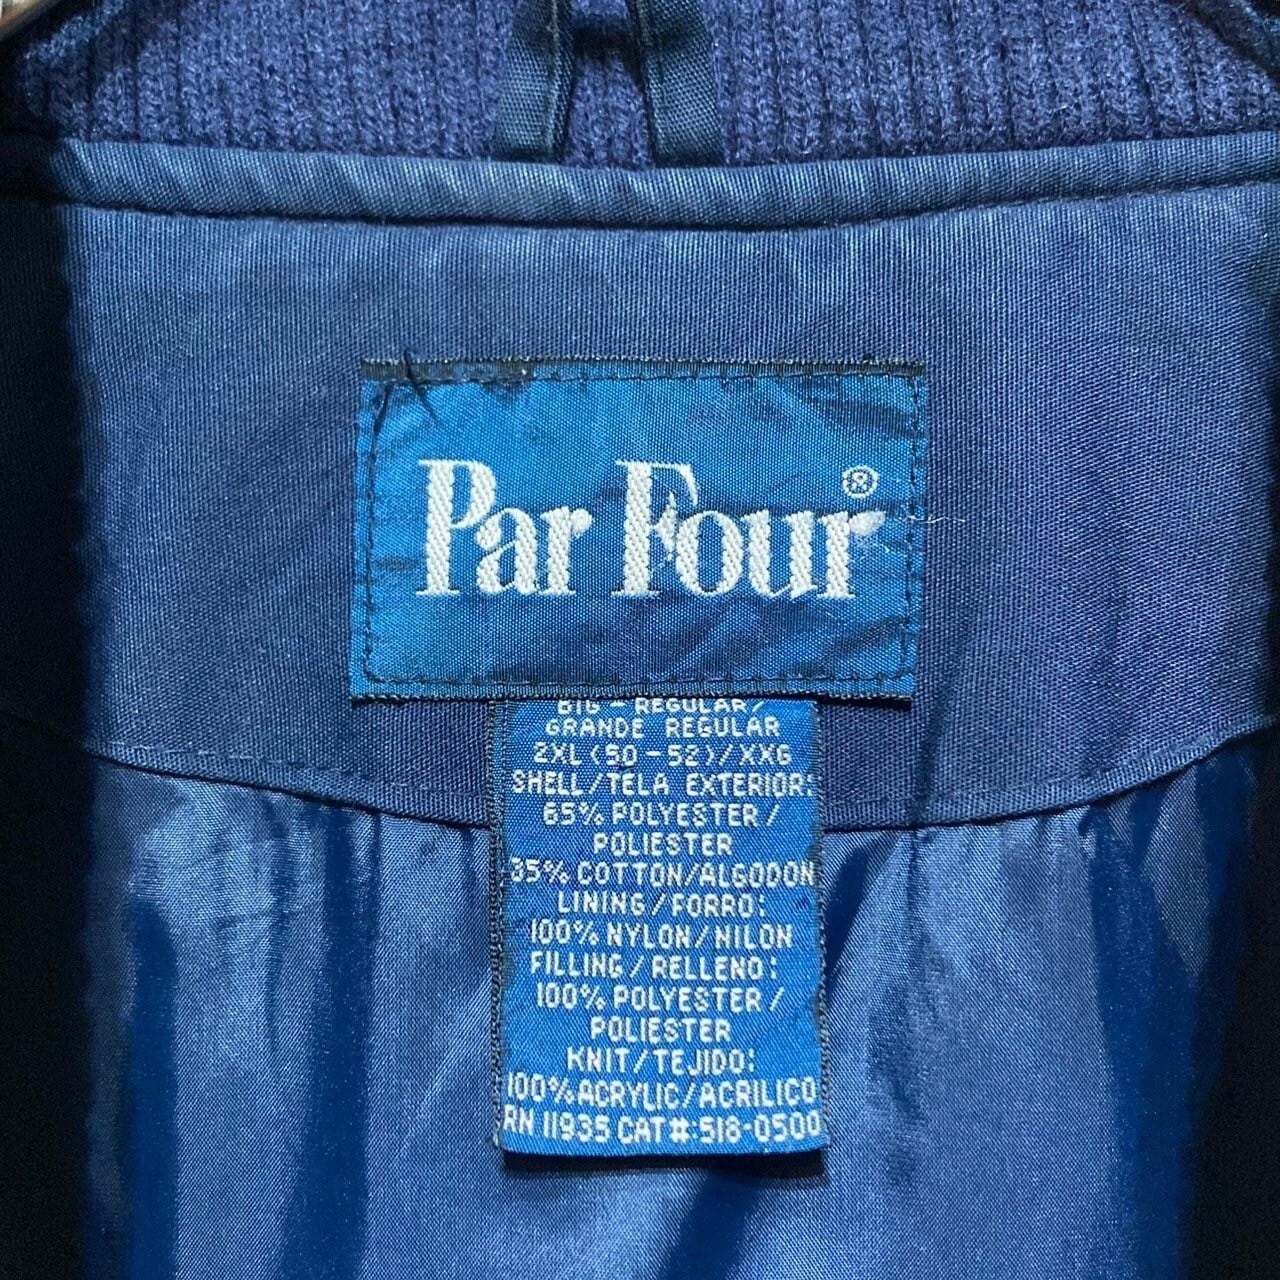 Par Four®
BIG - REGULAR/
GRANDE REGULAR
2XL (50-52)/XXG
SHELL/TELA EXTERIOR:
65% POLYESTER/
POLIESTER
35% COTTON/ALGODON
LINING/FORRO:
100% NYLON/NILON
FILLING/RELLENO:
100% POLYESTER/
POLIESTER
KNIT/TEJIDO:
100% ACRYLIC/ACRILICO
RN 11935 CAT#:518-0500